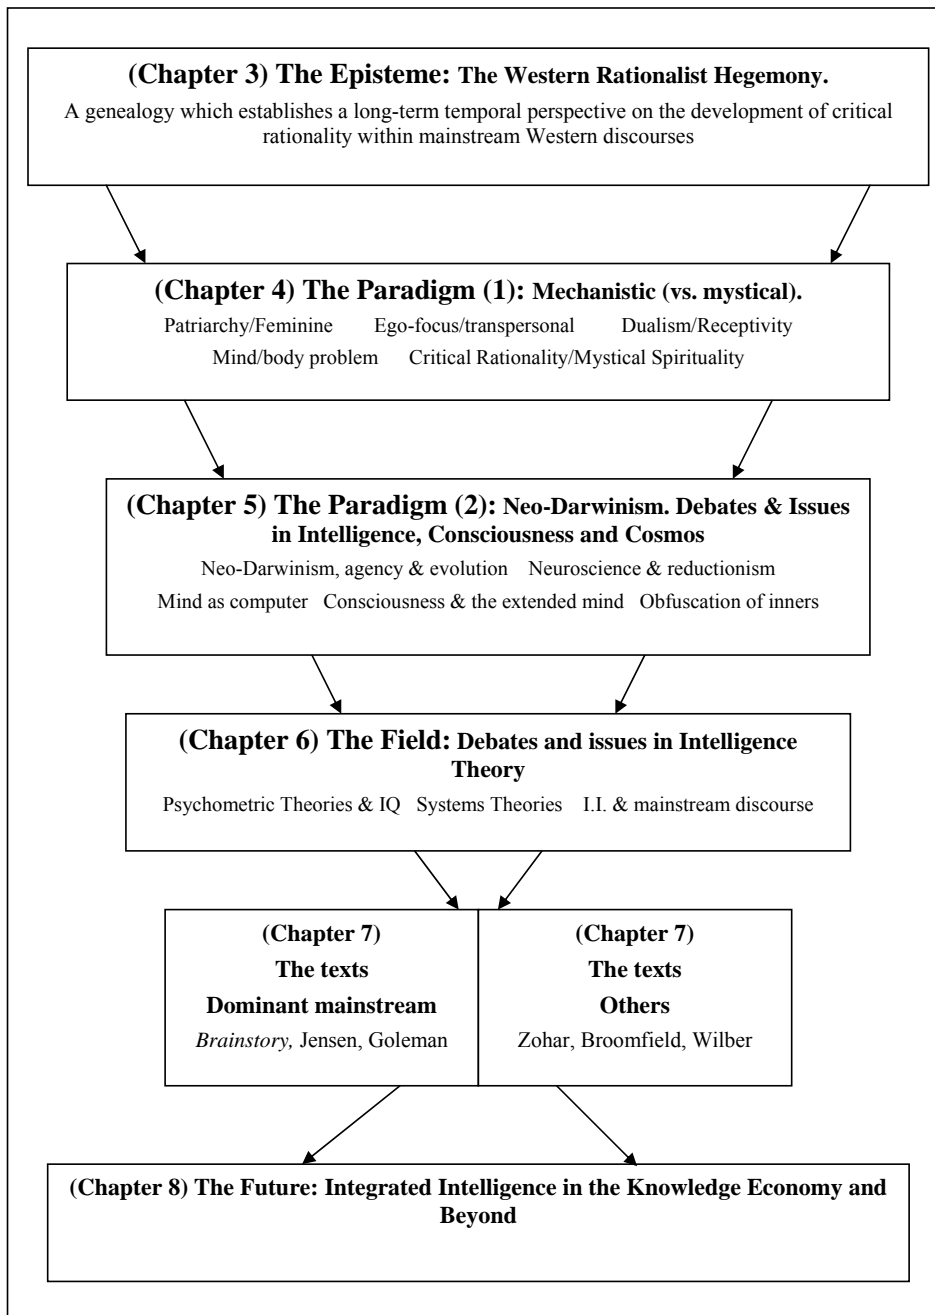 (Chapter 3) The Episteme: The Western Rationalist Hegemony.
A genealogy which establishes a long-term temporal perspective on the development of critical
rationality within mainstream Western discourses
(Chapter 4) The Paradigm (1): Mechanistic (vs. mystical).
Patriarchy/Feminine Ego-focus/transpersonal Dualism/Receptivity
Mind/body problem Critical Rationality/Mystical Spirituality
(Chapter 5) The Paradigm (2): Neo-Darwinism. Debates & Issues
in Intelligence, Consciousness and Cosmos
Neo-Darwinism, agency & evolution Neuroscience & reductionism
Mind as computer Consciousness & the extended mind Obfuscation of inners
(Chapter 6) The Field: Debates and issues in Intelligence
Theory
Psychometric Theories & IQ Systems Theories I.I. & mainstream discourse
(Chapter 7)
The texts
Dominant mainstream
Brainstory, Jensen, Goleman
(Chapter 7)
The texts
Others
Zohar, Broomfield, Wilber
(Chapter 8) The Future: Integrated Intelligence in the Knowledge Economy and
Beyond